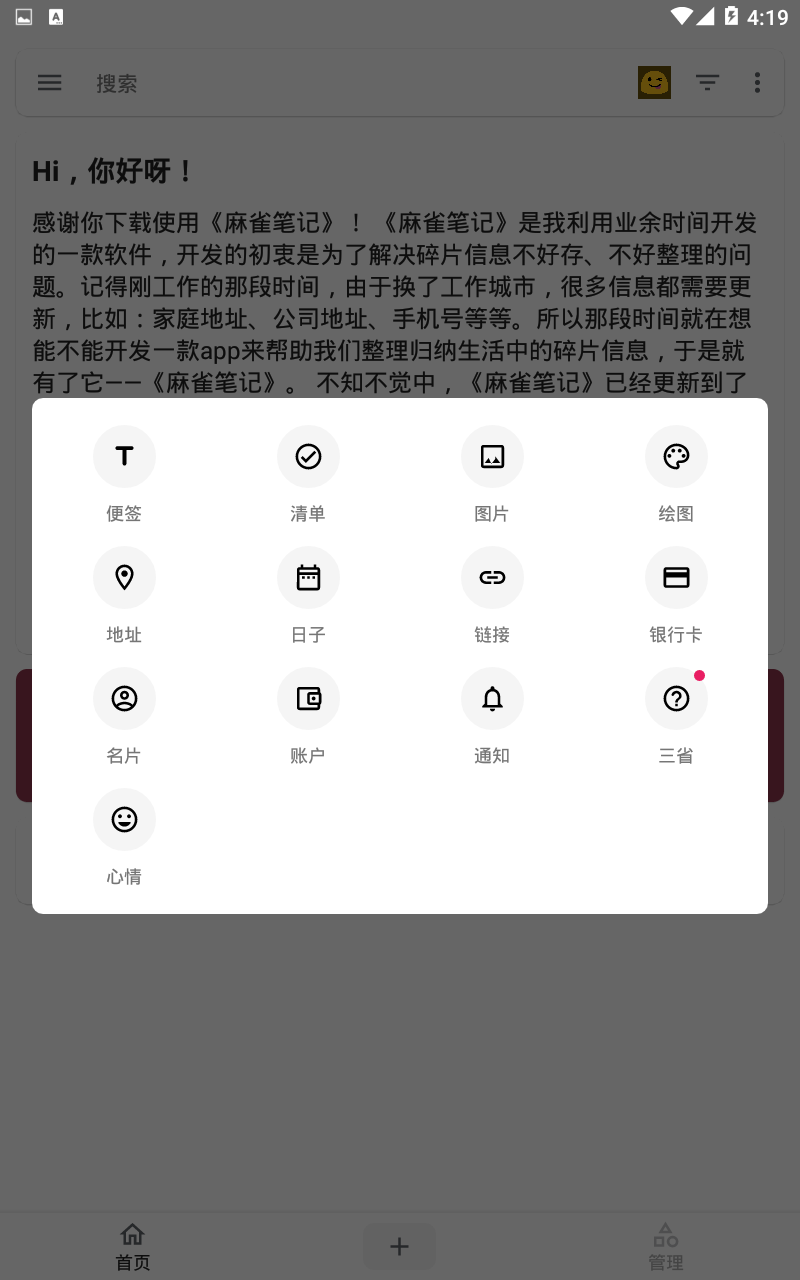 4:19
搜索
Hi，你好呀！
感谢你下载使用《麻雀笔记》！ 《麻雀笔记》是我利用业余时间开发
的一款软件，开发的初衷是为了解决碎片信息不好存、不好整理的问
题。记得刚工作的那段时间，由于换了工作城市，很多信息都需要更
新，比如：家庭地址、公司地址、手机号等等。所以那段时间就在想
能不能开发一款app来帮助我们整理归纳生活中的碎片信息，于是就
有了它——《麻雀笔记》。 不知不觉中，《麻雀笔记》已经更新到了
便签 清单 图片 绘图
地址 日子 链接 银行卡
名片 账户 通知 三省
心情
首页 管理